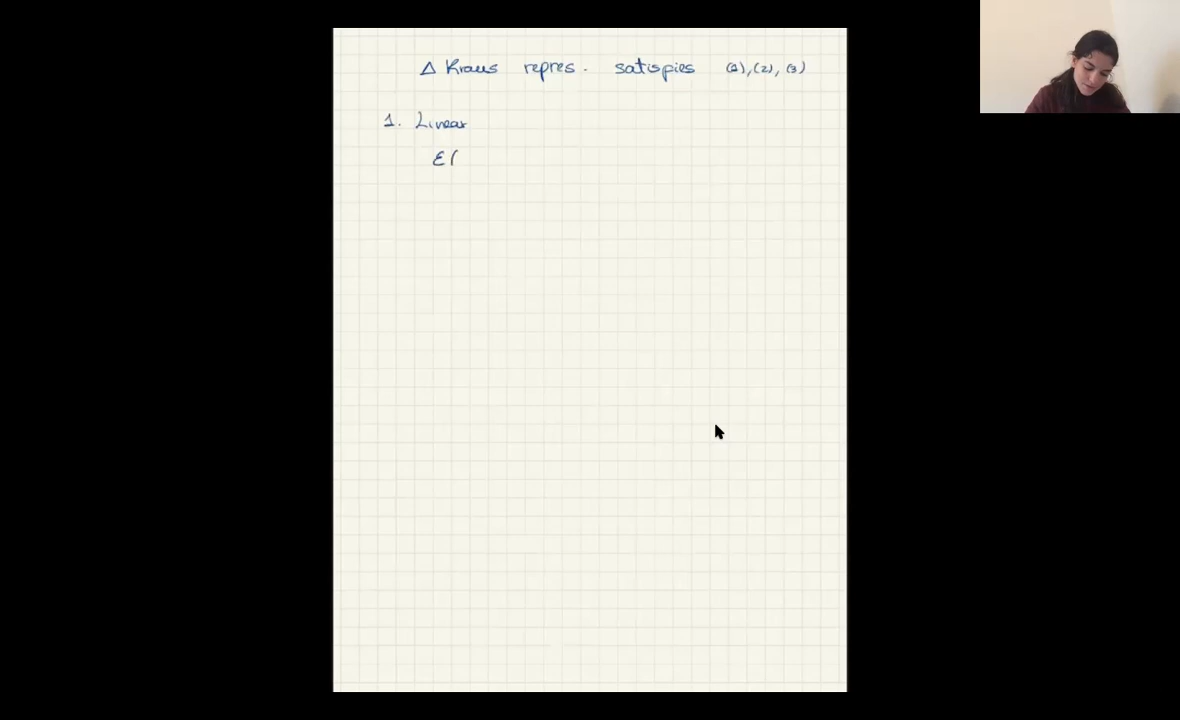 Δ Kraus repres. satisfies (1),(2),(3)
1. Linear
ε(